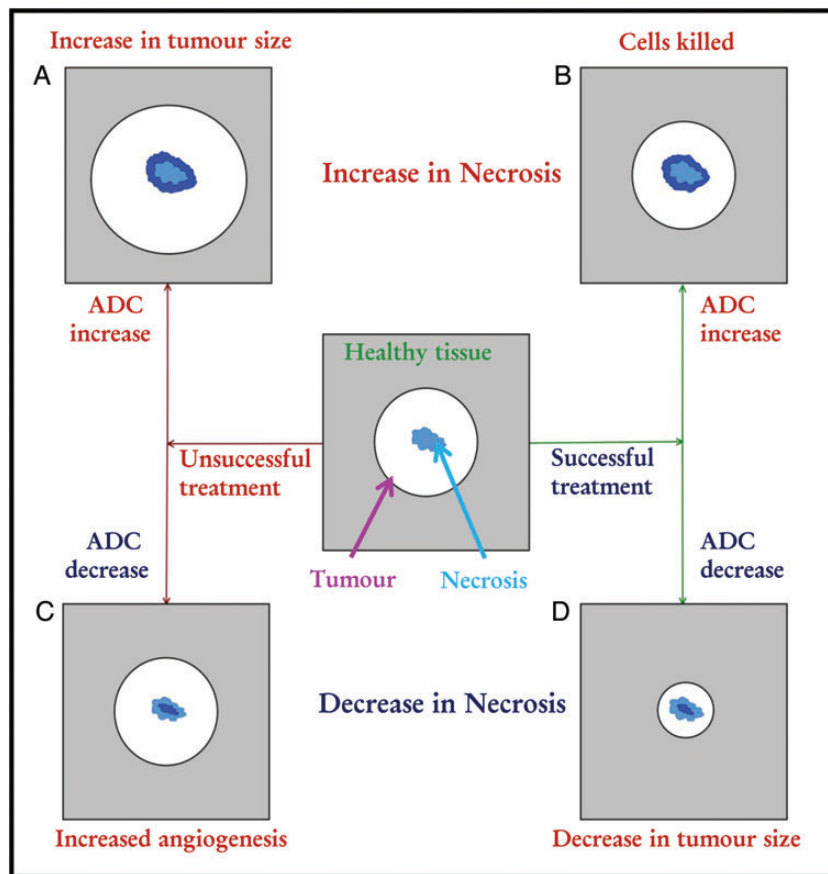 Increase in tumour size
Cells killed
A
B
Increase in Necrosis
ADC
increase
ADC
increase
Healthy tissue
Unsuccessful
treatment
Successful
treatment
ADC
decrease
ADC
decrease
Tumour
Necrosis
C
D
Decrease in Necrosis
Increased angiogenesis
Decrease in tumour size